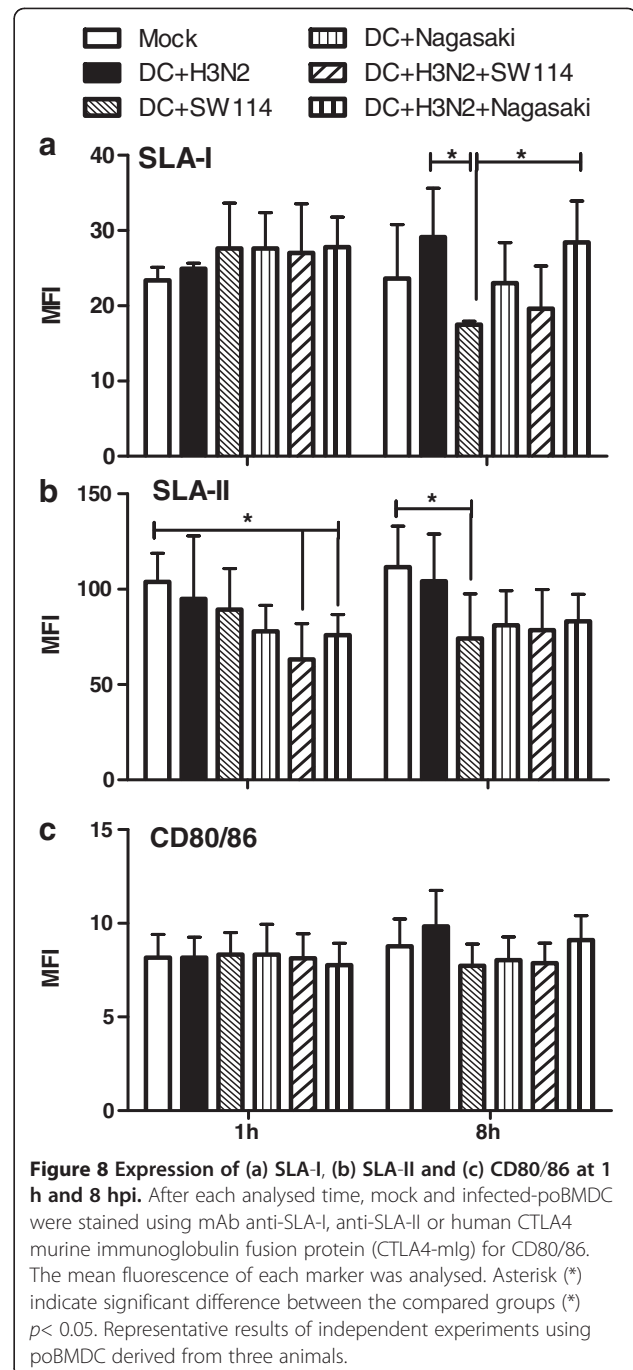 Mock
DC+Nagasaki
DC+H3N2
DC+H3N2+SW114
DC+SW114
DC+H3N2+Nagasaki
a
SLA-I
40
30
20
10
0
MFI
*
*
b
SLA-II
150
100
50
0
MFI
*
*
c
CD80/86
15
10
5
0
MFI
1h
8h
Figure 8 Expression of (a) SLA-I, (b) SLA-II and (c) CD80/86 at 1
h and 8 hpi. After each analysed time, mock and infected-poBMDC
were stained using mAb anti-SLA-I, anti-SLA-II or human CTLA4
murine immunoglobulin fusion protein (CTLA4-mIg) for CD80/86.
The mean fluorescence of each marker was analysed. Asterisk (*)
indicate significant difference between the compared groups (*)
p< 0.05. Representative results of independent experiments using
poBMDC derived from three animals.